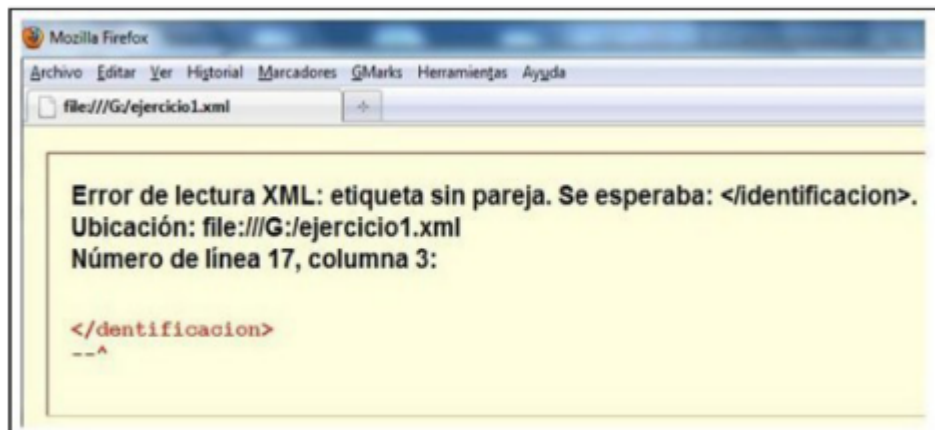 Mozilla Firefox
Archivo Editar Ver Historial Marcadores GMarks Herramientas Ayuda
file:///G:/ejercicio1.xml
Error de lectura XML: etiqueta sin pareja. Se esperaba: </identificacion>.
Ubicación: file:///G:/ejercicio1.xml
Número de línea 17, columna 3:
</dentificacion>
--^